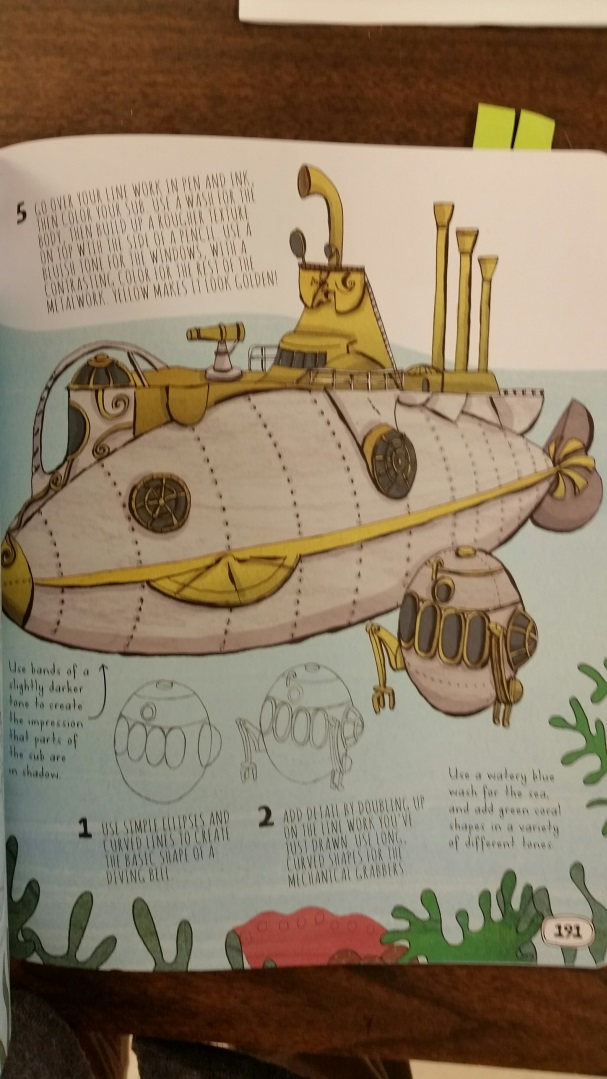 5 GO OVER YOUR LINE WORK IN PEN AND INK,
THEN COLOR YOUR SUB. USE A WASH FOR THE
BODY, THEN BUILD UP A ROUGHER TEXTURE
ON TOP WITH THE SIDE OF A PENCIL. USE A
BLUISH TONE FOR THE WINDOWS, WITH A
CONTRASTING COLOR FOR THE REST OF THE
METALWORK. YELLOW MAKES IT LOOK GOLDEN!
Use bands of a
slightly darker
tone to create
the impression
that parts of
the sub are
in shadow.
1 USE SIMPLE ELLIPSES AND
CURVED LINES TO CREATE
THE BASIC SHAPE OF A
DIVING BELL
2 ADD DETAIL BY DOUBLING UP
ON THE LINE WORK YOU'VE
JUST DRAWN. USE LONG,
CURVED SHAPES FOR THE
MECHANICAL GRABBERS
Use a watery blue
wash for the sea,
and add green coral
shapes in a variety
of different tones.
191